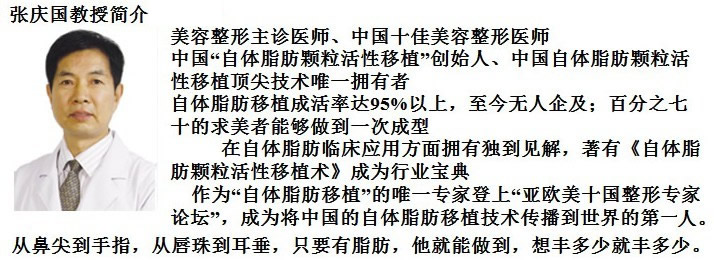 张庆国教授简介
美容整形主诊医师、中国十佳美容整形医师
中国“自体脂肪颗粒活性移植”创始人、中国自体脂肪颗粒活
性移植顶尖技术唯一拥有者
自体脂肪移植成活率达95%以上，至今无人企及；百分之七
十的求美者能够做到一次成型
在自体脂肪临床应用方面拥有独到见解，著有《自体脂
肪颗粒活性移植术》成为行业宝典
作为“自体脂肪移植”的唯一专家登上“亚欧美十国整形专家
论坛”，成为将中国的自体脂肪移植技术传播到世界的第一人。
从鼻尖到手指，从唇珠到耳垂，只要有脂肪，他就能做到，想丰多少就丰多少。